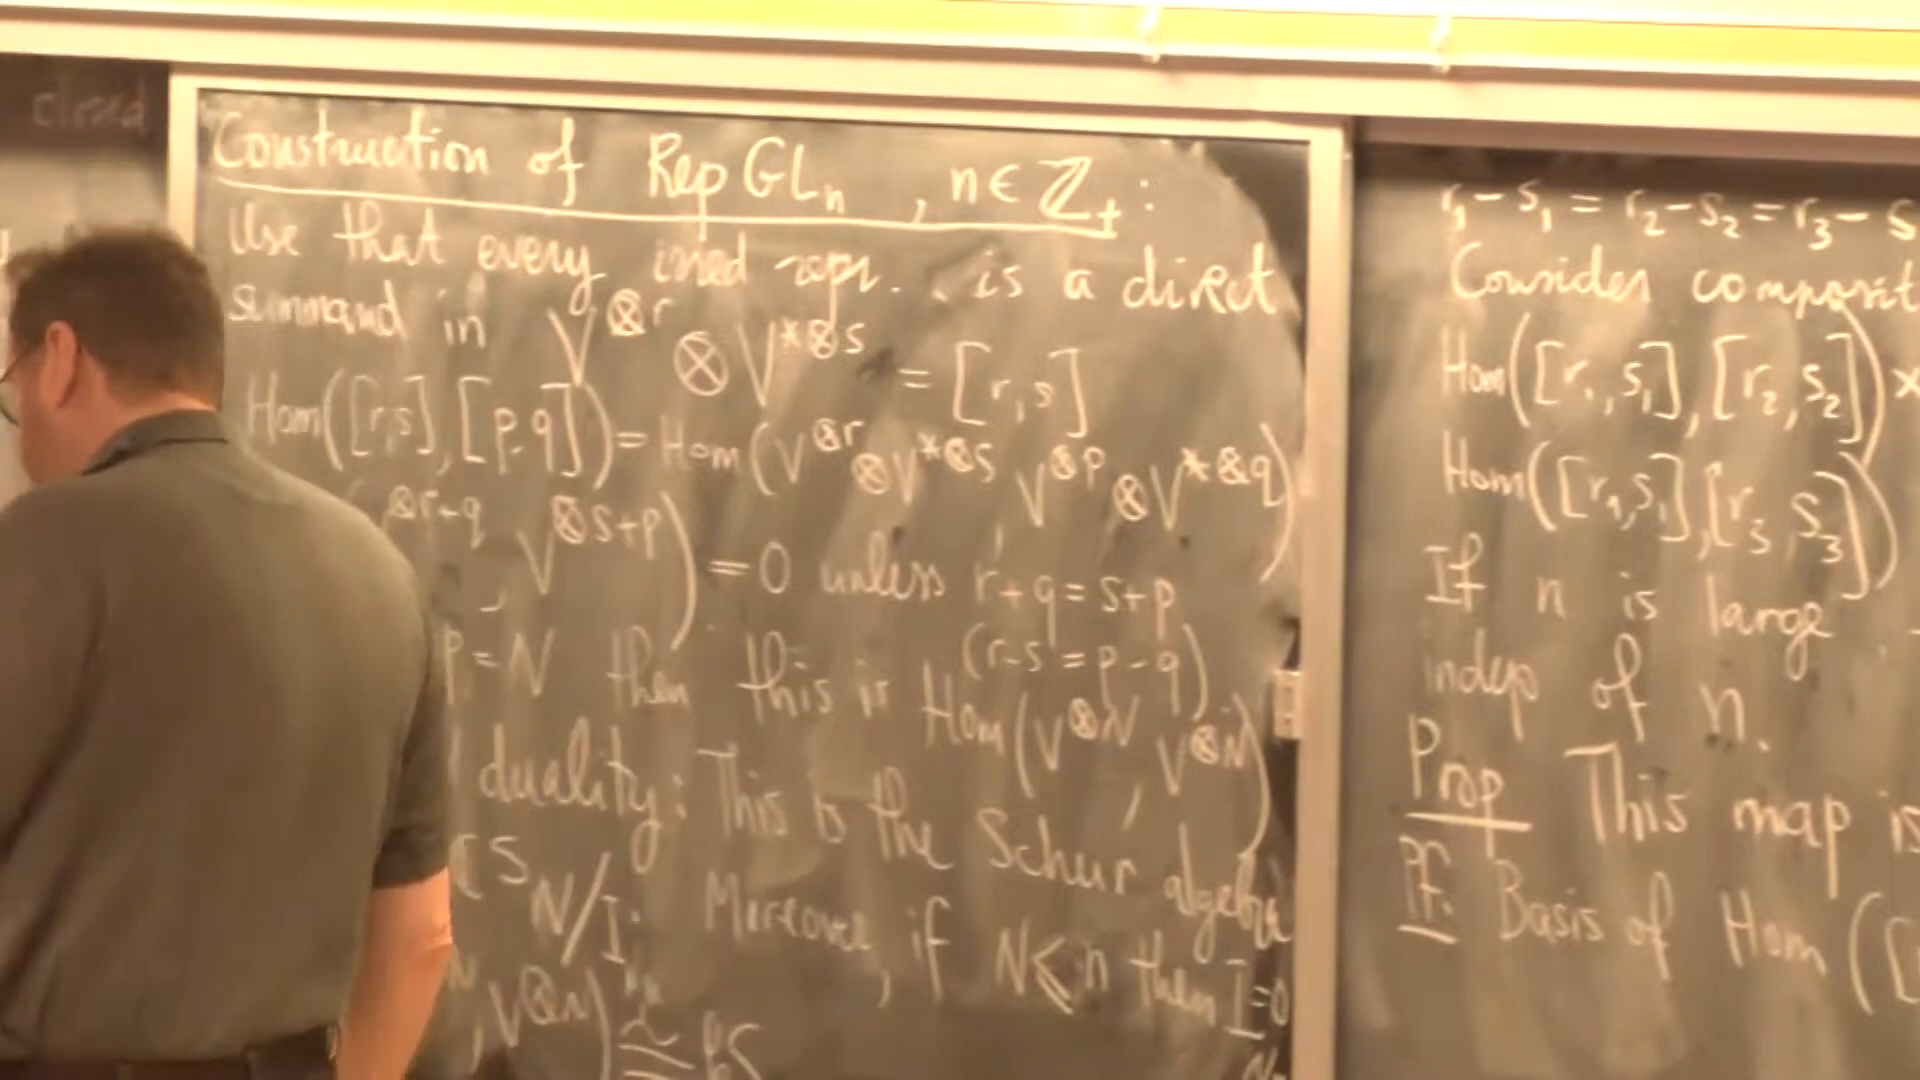 closed
Construction of Rep GLₙ , n ∈ ℤ₊ :
Use that every irred repr. is a direct
summand in V^{⊗r} ⊗ V^{*⊗s} = [r,s]
Hom([r,s],[p,q]) = Hom(V^{⊗r} ⊗ V^{*⊗s}, V^{⊗p} ⊗ V^{*⊗q})
^{⊗r+q}, V^{⊗s+p}) = 0 unless r+q = s+p
(r-s = p-q)
p = N then this is Hom(V^{⊗N}, V^{⊗N})
duality: This is the Schur algebra
ℂS_N/I Moreover, if N ≤ n then I=0
, V^{⊗N}) ≅
r₁-s₁ = r₂-s₂ = r₃-s
Consider composit
Hom([r₁,s₁],[r₂,s₂]) ×
Hom([r₁,s₁],[r₃,s₃])
If n is large
indep of n.
Prop This map is
Pf: Basis of Hom([